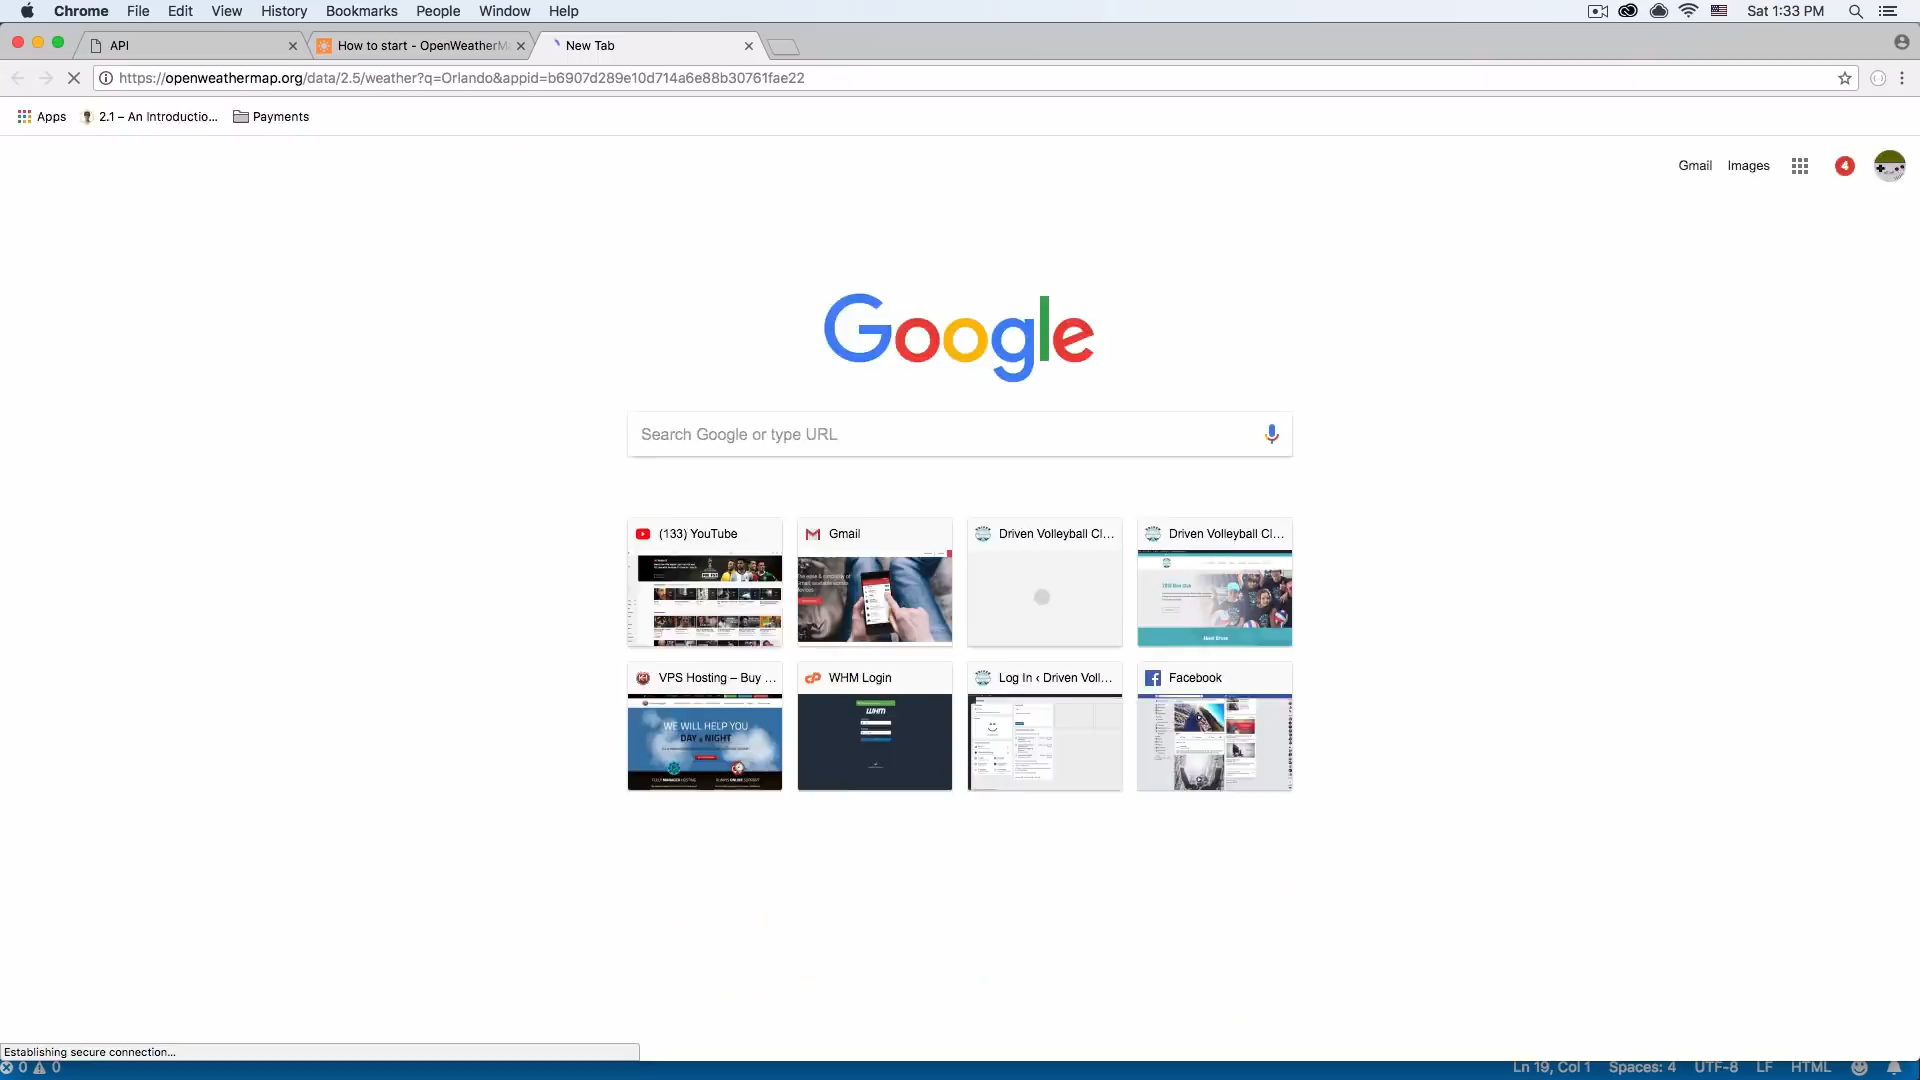 Chrome File Edit View History Bookmarks People Window Help Sat 1:33 PM
API How to start - OpenWeatherM New Tab
https://openweathermap.org/data/2.5/weather?q=Orlando&appid=b6907d289e10d714a6e88b30761fae22
Apps 2.1 – An Introductio... Payments
Gmail Images 4
Google
Search Google or type URL
(133) YouTube Gmail Driven Volleyball Cl... Driven Volleyball Cl...
VPS Hosting – Buy ... WHM Login Log In ‹ Driven Voll... Facebook
WE WILL HELP YOU
DAY & NIGHT
WHM
Establishing secure connection...
0 0 Ln 19, Col 1 Spaces: 4 UTF-8 LF HTML